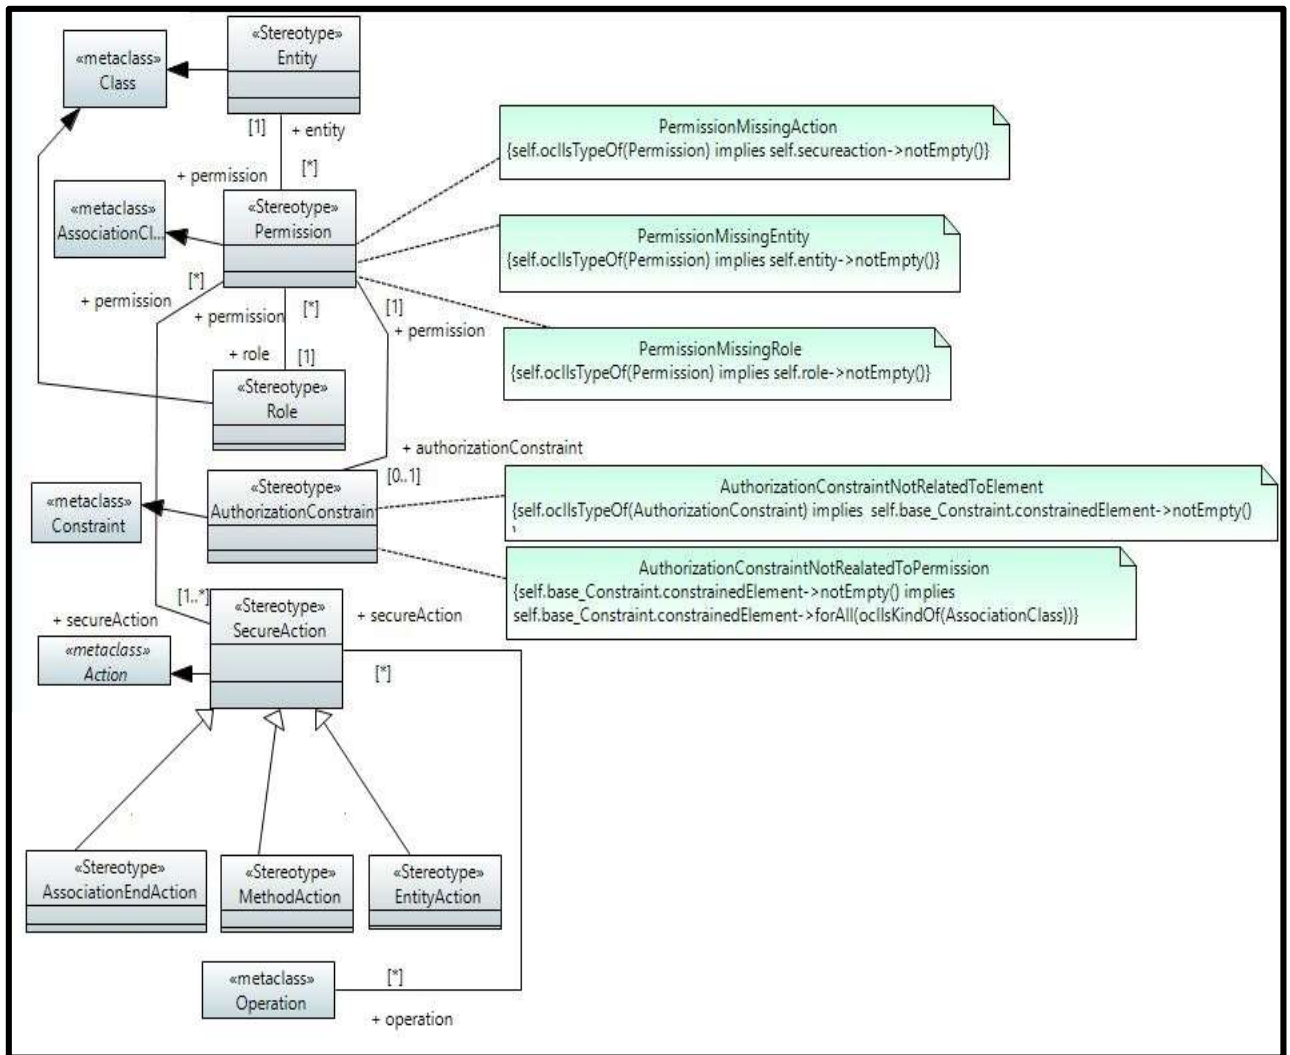 «Stereotype»
Entity
«metaclass»
Class
[1]
+ entity
+ permission
[*]
PermissionMissingAction
{self.oclIsTypeOf(Permission) implies self.secureaction->notEmpty()}
«metaclass»
AssociationCl...
«Stereotype»
Permission
PermissionMissingEntity
{self.oclIsTypeOf(Permission) implies self.entity->notEmpty()}
[*]
+ permission
+ permission
[*]
[1]
+ permission
PermissionMissingRole
{self.oclIsTypeOf(Permission) implies self.role->notEmpty()}
+ role
[1]
«Stereotype»
Role
+ authorizationConstraint
[0..1]
«metaclass»
Constraint
«Stereotype»
AuthorizationConstraint
AuthorizationConstraintNotRelatedToElement
{self.oclIsTypeOf(AuthorizationConstraint) implies self.base_Constraint.constrainedElement->notEmpty()
AuthorizationConstraintNotRealatedToPermission
{self.base_Constraint.constrainedElement->notEmpty() implies
self.base_Constraint.constrainedElement->forAll(oclIsKindOf(AssociationClass))}
[1..*]
+ secureAction
«Stereotype»
SecureAction
+ secureAction
[*]
«metaclass»
Action
«Stereotype»
AssociationEndAction
«Stereotype»
MethodAction
«Stereotype»
EntityAction
«metaclass»
Operation
[*]
+ operation